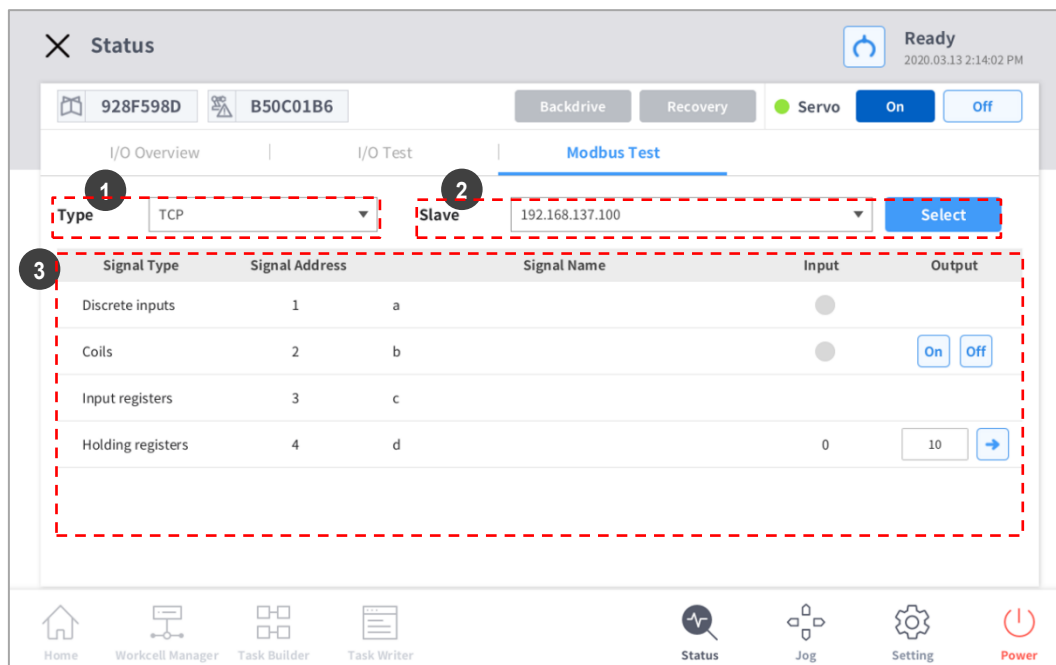 Status
Ready
2020.03.13 2:14:02 PM
928F598D B50C01B6 Backdrive Recovery Servo On Off
I/O Overview I/O Test Modbus Test
1 2
Type TCP Slave 192.168.137.100 Select
3 Signal Type Signal Address Signal Name Input Output
Discrete inputs 1 a
Coils 2 b On Off
Input registers 3 c
Holding registers 4 d 0 10
Home Workcell Manager Task Builder Task Writer Status Jog Setting Power